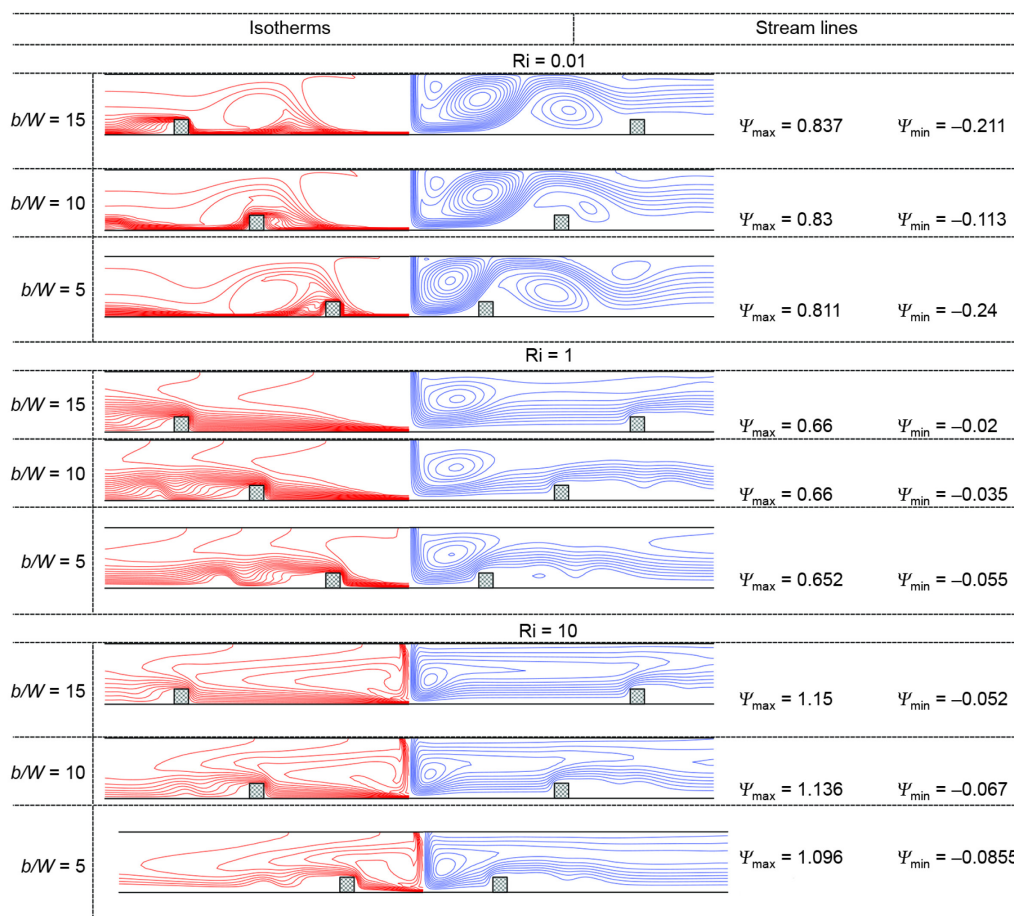 Isotherms Stream lines
Ri = 0.01
b/W = 15
Ψmax = 0.837 Ψmin = –0.211
b/W = 10
Ψmax = 0.83 Ψmin = –0.113
b/W = 5
Ψmax = 0.811 Ψmin = –0.24
Ri = 1
b/W = 15
Ψmax = 0.66 Ψmin = –0.02
b/W = 10
Ψmax = 0.66 Ψmin = –0.035
b/W = 5
Ψmax = 0.652 Ψmin = –0.055
Ri = 10
b/W = 15
Ψmax = 1.15 Ψmin = –0.052
b/W = 10
Ψmax = 1.136 Ψmin = –0.067
b/W = 5
Ψmax = 1.096 Ψmin = –0.0855